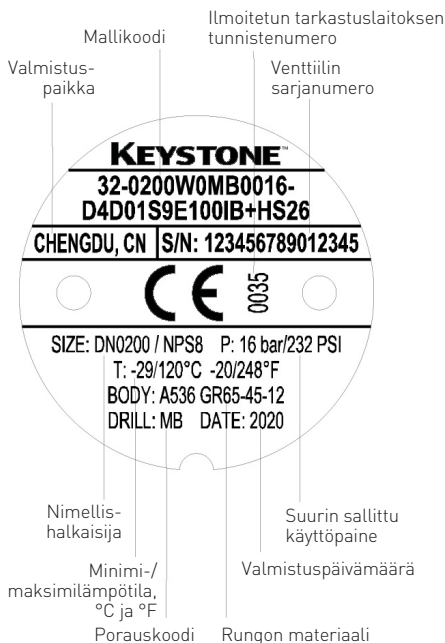 Ilmoitetun tarkastuslaitoksen
tunnistenumero
Mallikoodi
Valmistus-
paikka
Venttiilin
sarjanumero
KEYSTONE™
32-0200W0MB0016-
D4D01S9E100IB+HS26
CHENGDU, CN S/N: 123456789012345
CE 0035
SIZE: DN0200 / NPS8 P: 16 bar/232 PSI
T: -29/120°C -20/248°F
BODY: A536 GR65-45-12
DRILL: MB DATE: 2020
Nimellis-
halkaisija
Suurin sallittu
käyttöpaine
Minimi-/
maksimilämpötila,
°C ja °F
Valmistuspäivämäärä
Porauskoodi
Rungon materiaali